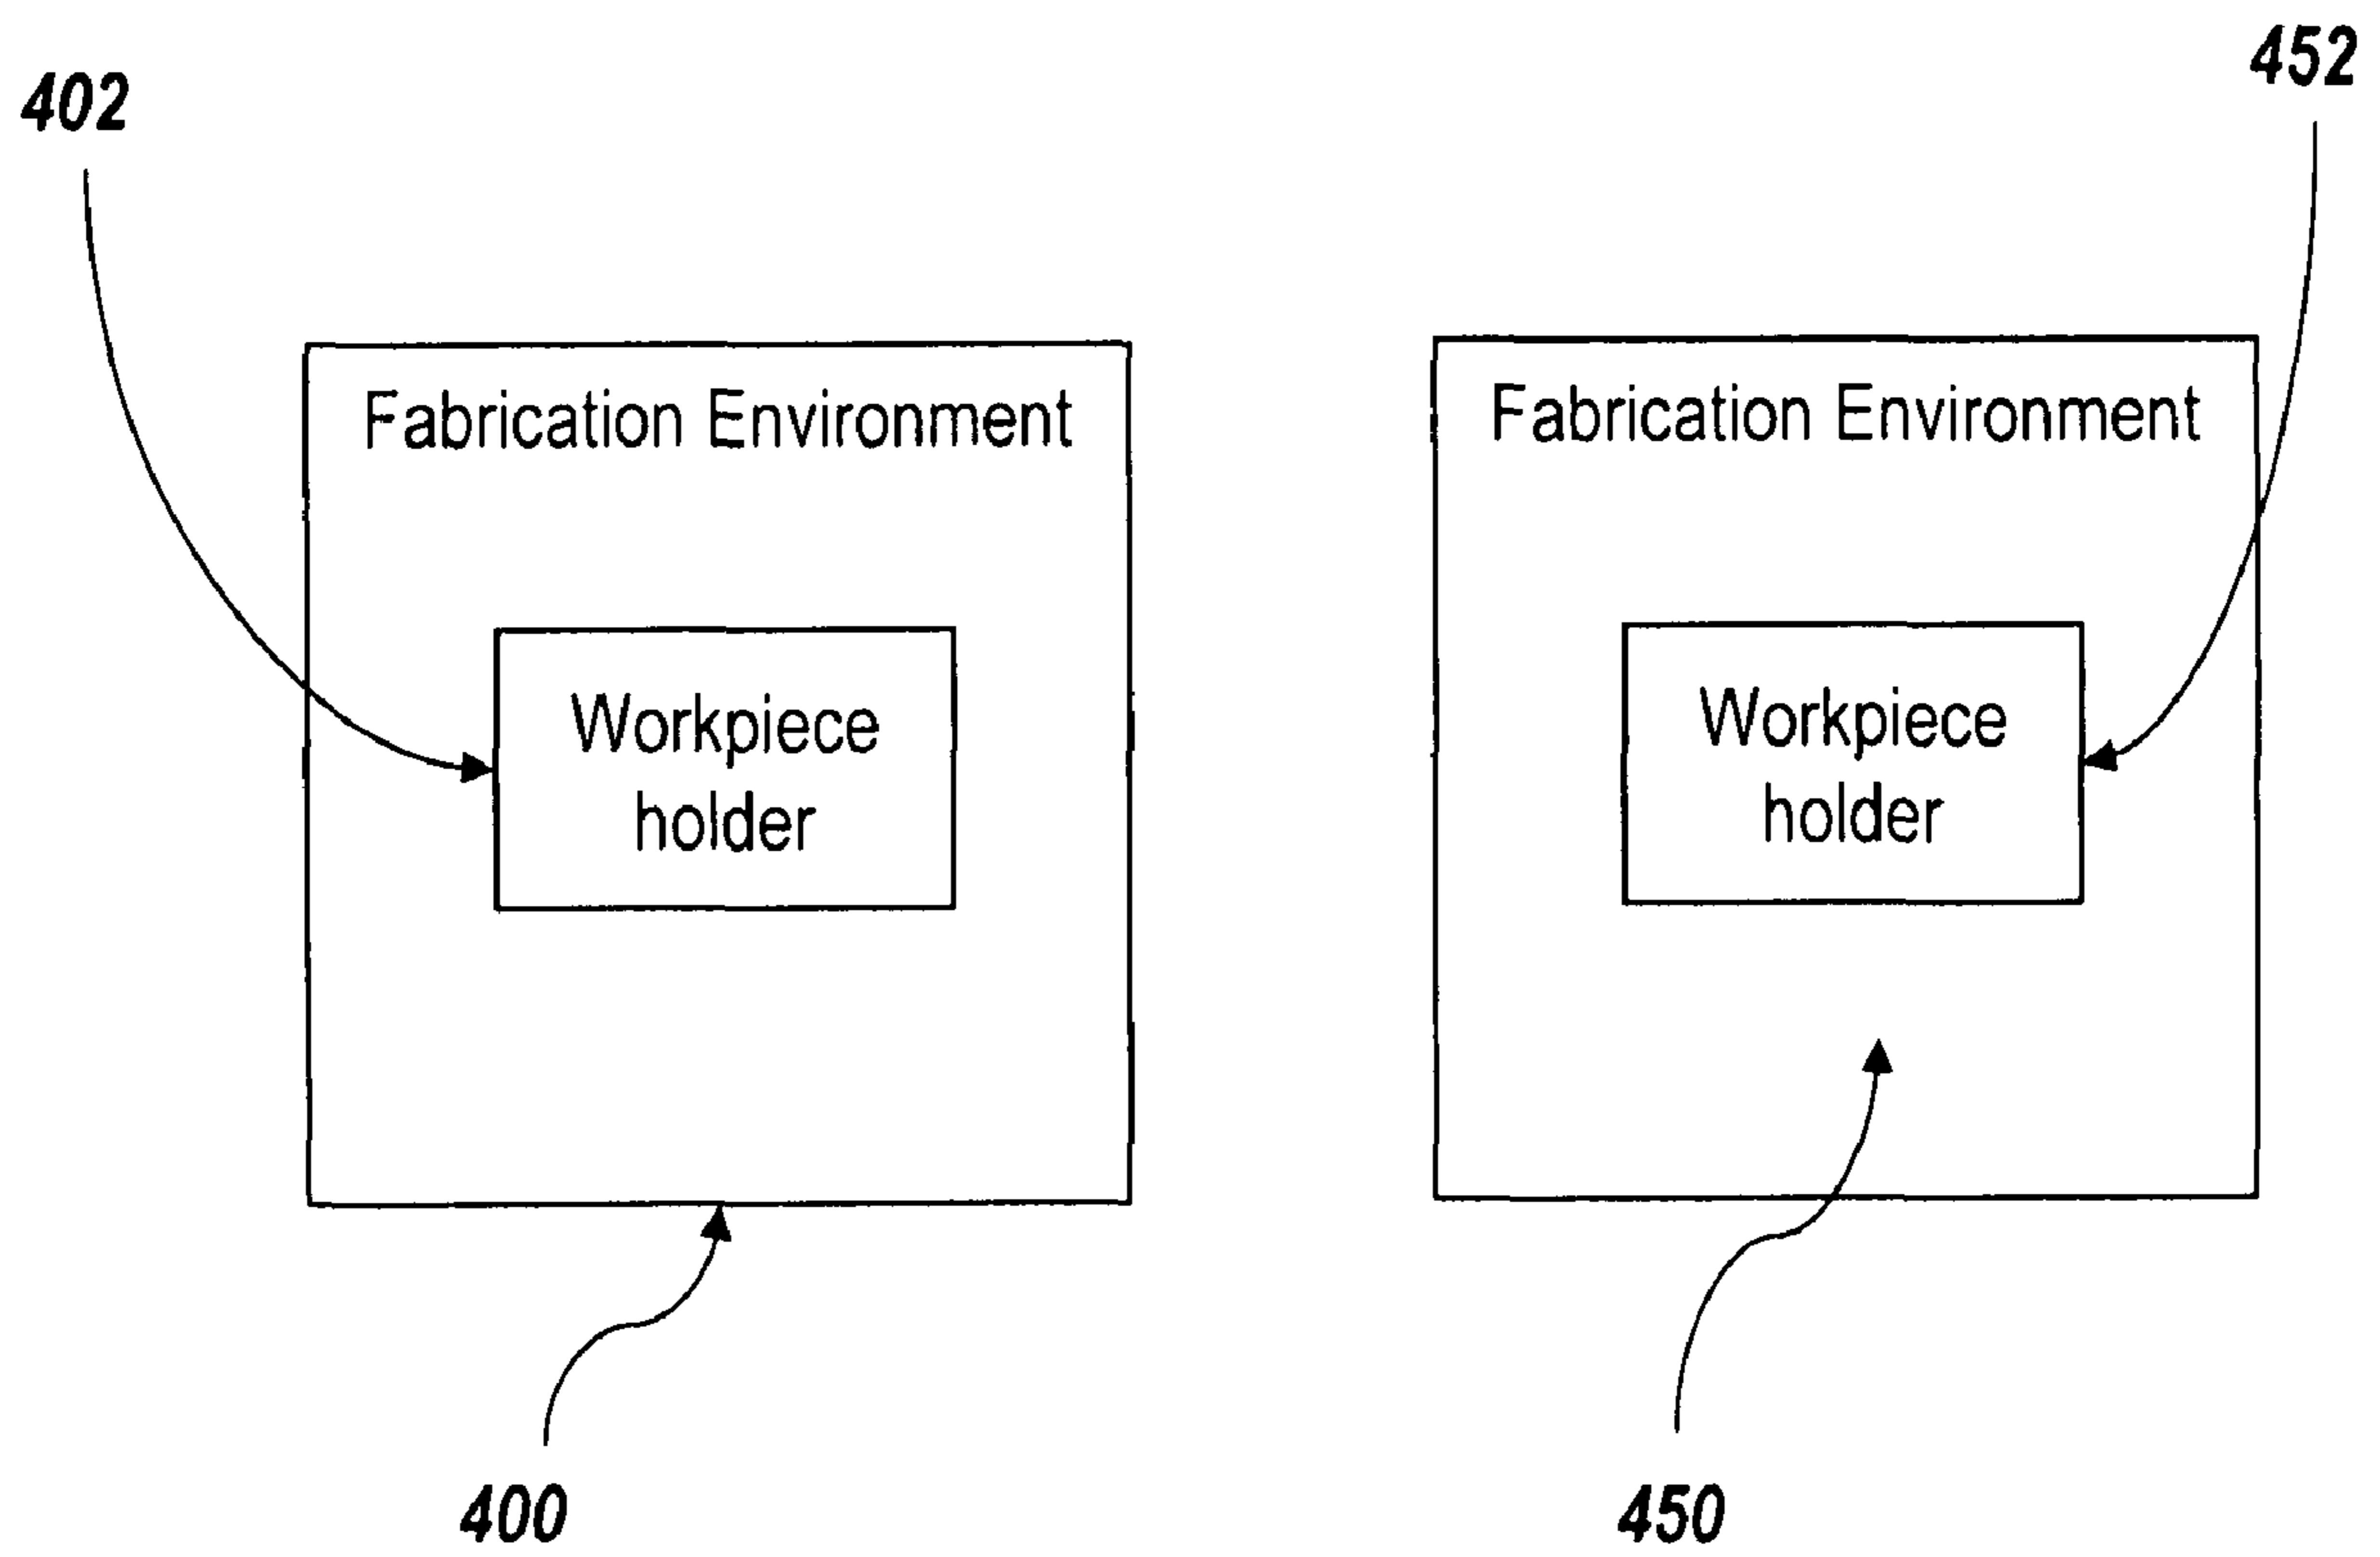 402
452
Fabrication Environment
Fabrication Environment
Workpiece
holder
Workpiece
holder
400
450